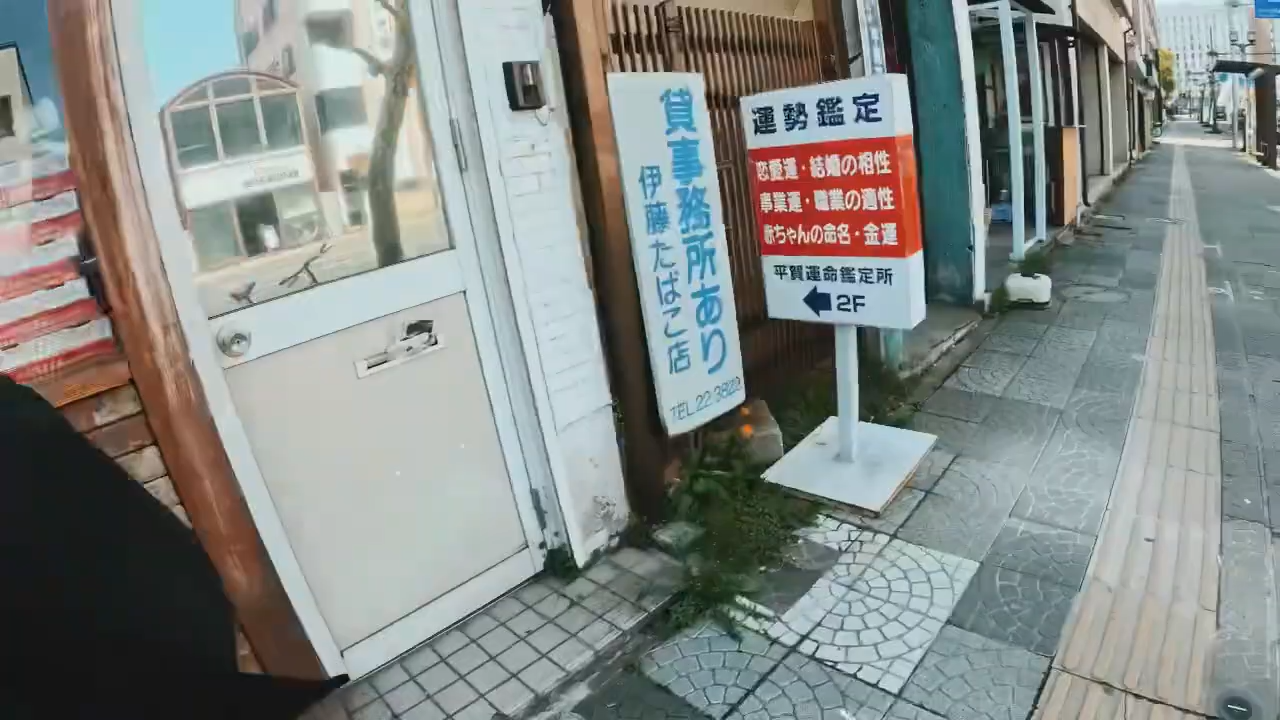 貸事務所あり
伊藤たばこ店
TEL 22-3829
運勢鑑定
恋愛運・結婚の相性
事業運・職業の適性
赤ちゃんの命名・金運
平賀運命鑑定所
2F